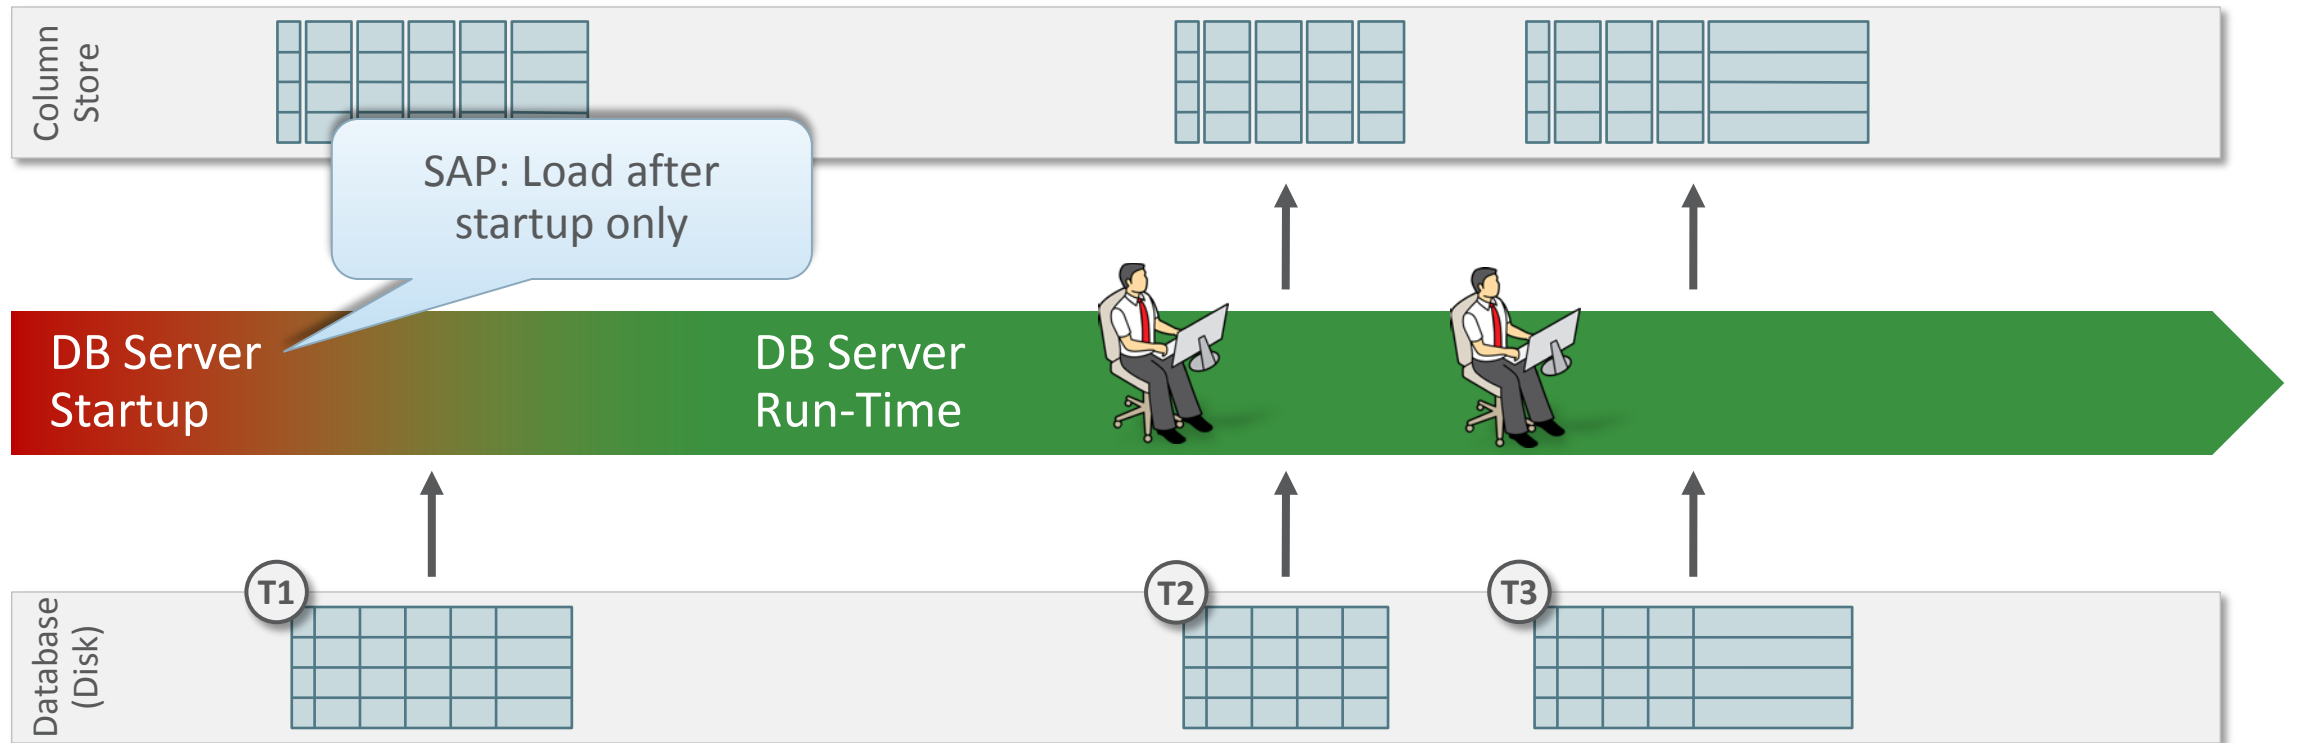 Column
Store
SAP: Load after
startup only
DB Server
Startup
DB Server
Run-Time
T1
T2
T3
Database
(Disk)